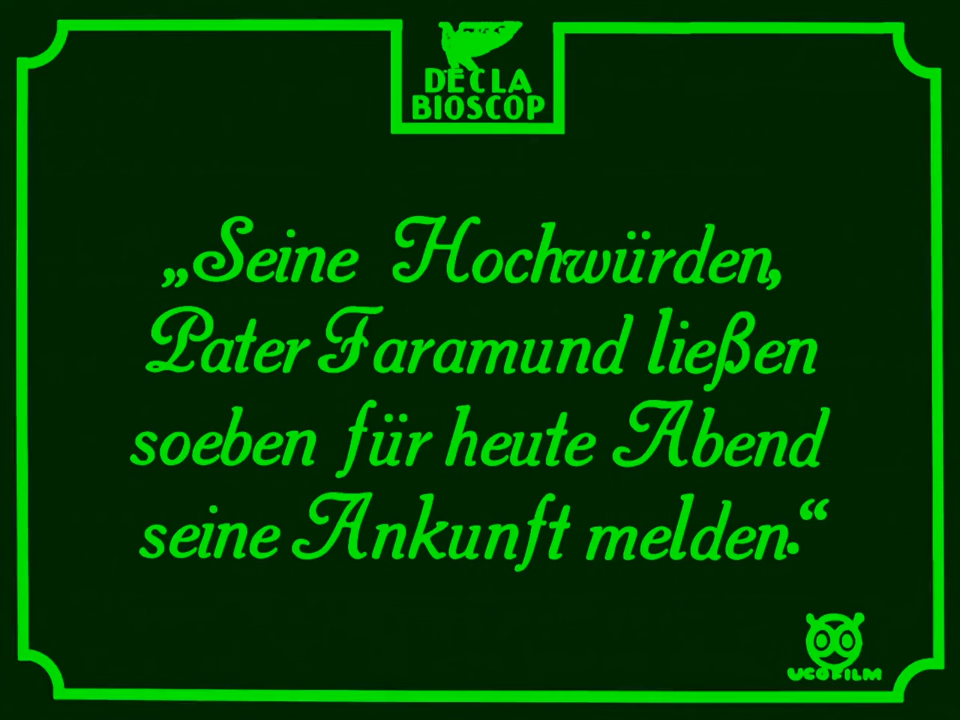 DECLA
BIOSCOP
„Seine Hochwürden,
Pater Faramund ließen
soeben für heute Abend
seine Ankunft melden.“
UCOFILM